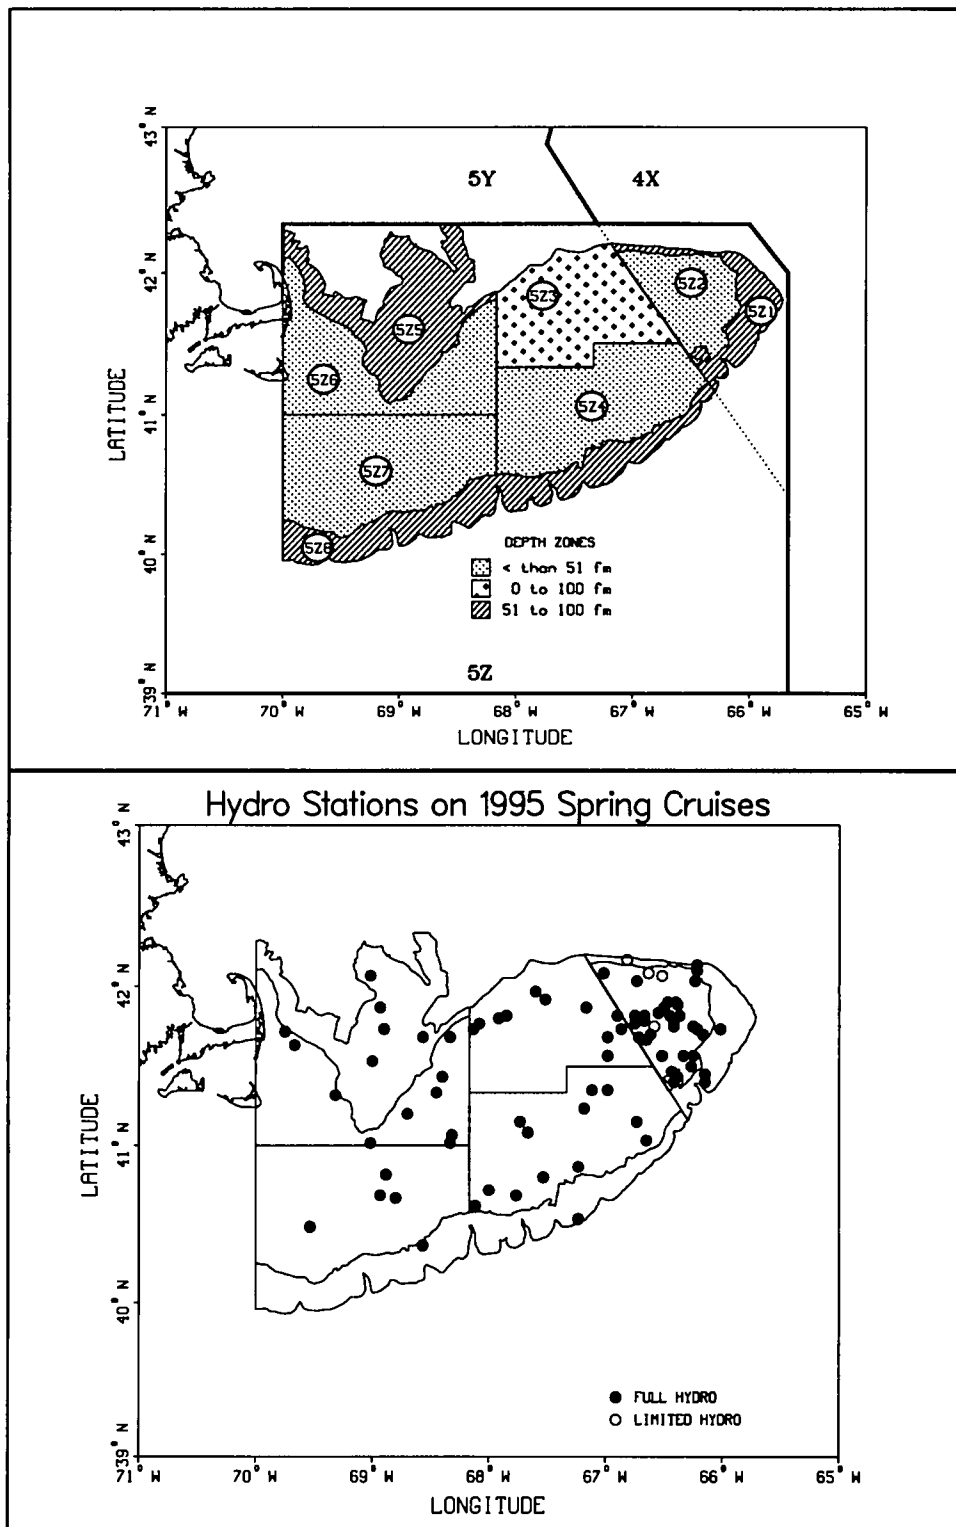 43° N
42° N
41° N
40° N
39° N
LATITUDE
5Y
4X
5Z2
5Z3
5Z1
5Z5
5Z6
5Z4
5Z7
5Z8
DEPTH ZONES
< than 51 fm
0 to 100 fm
51 to 100 fm
5Z
71° W 70° W 69° W 68° W 67° W 66° W 65° W
LONGITUDE
Hydro Stations on 1995 Spring Cruises
43° N
42° N
41° N
40° N
39° N
LATITUDE
FULL HYDRO
LIMITED HYDRO
71° W 70° W 69° W 68° W 67° W 66° W 65° W
LONGITUDE